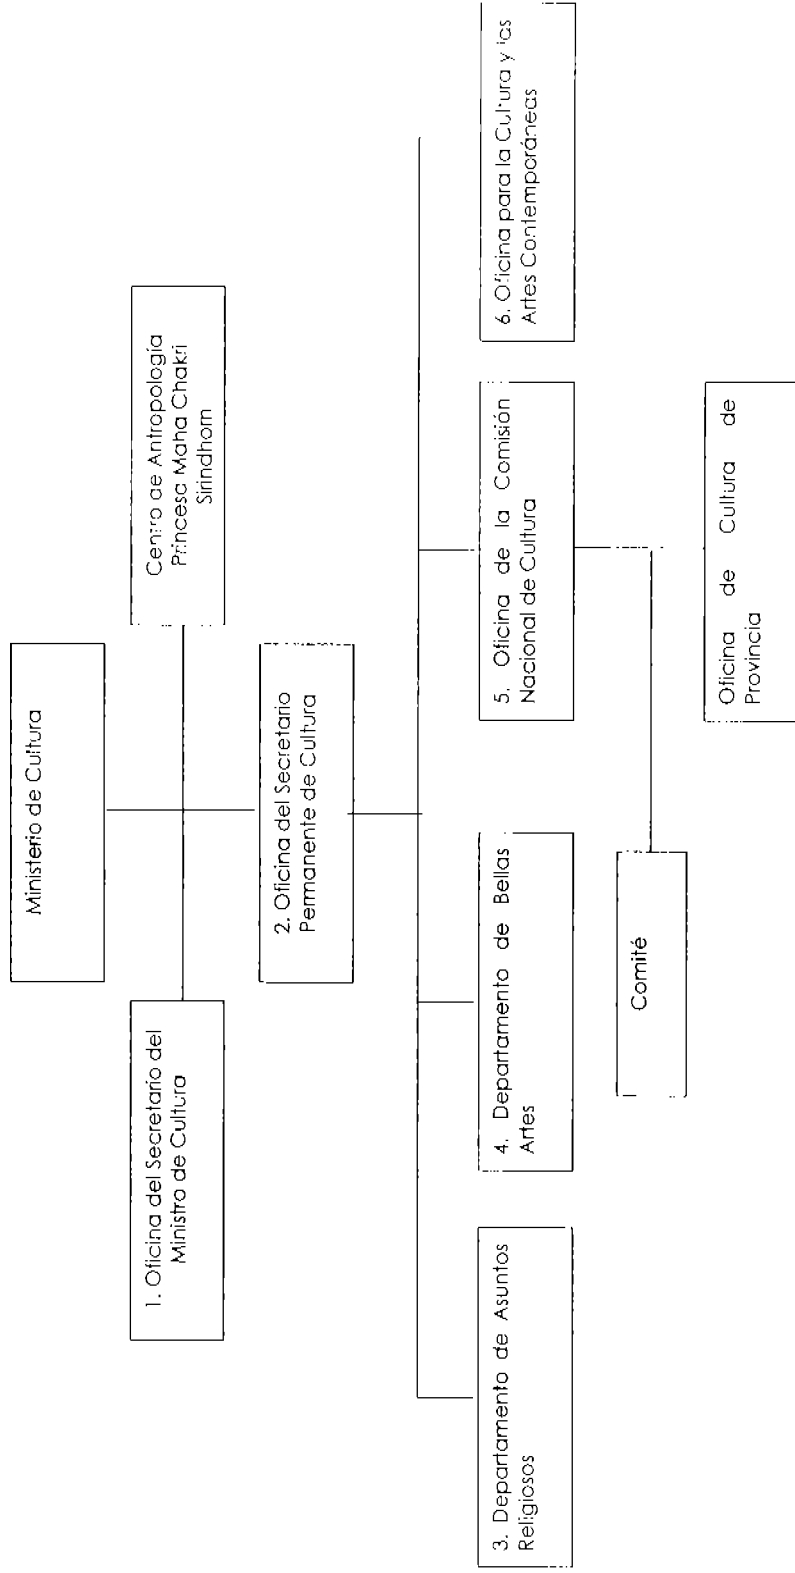 Ministerio de Cultura
1. Oficina del Secretario del
Ministro de Cultura
Centro de Antropología
Princesa Maha Chakri
Sirindhorn
2. Oficina del Secretario
Permanente de Cultura
3. Departamento de Asuntos
Religiosos
4. Departamento de Bellas
Artes
5. Oficina de la Comisión
Nacional de Cultura
6. Oficina para la Cultura y las
Artes Contemporáneas
Comité
Oficina de Cultura de
Provincia